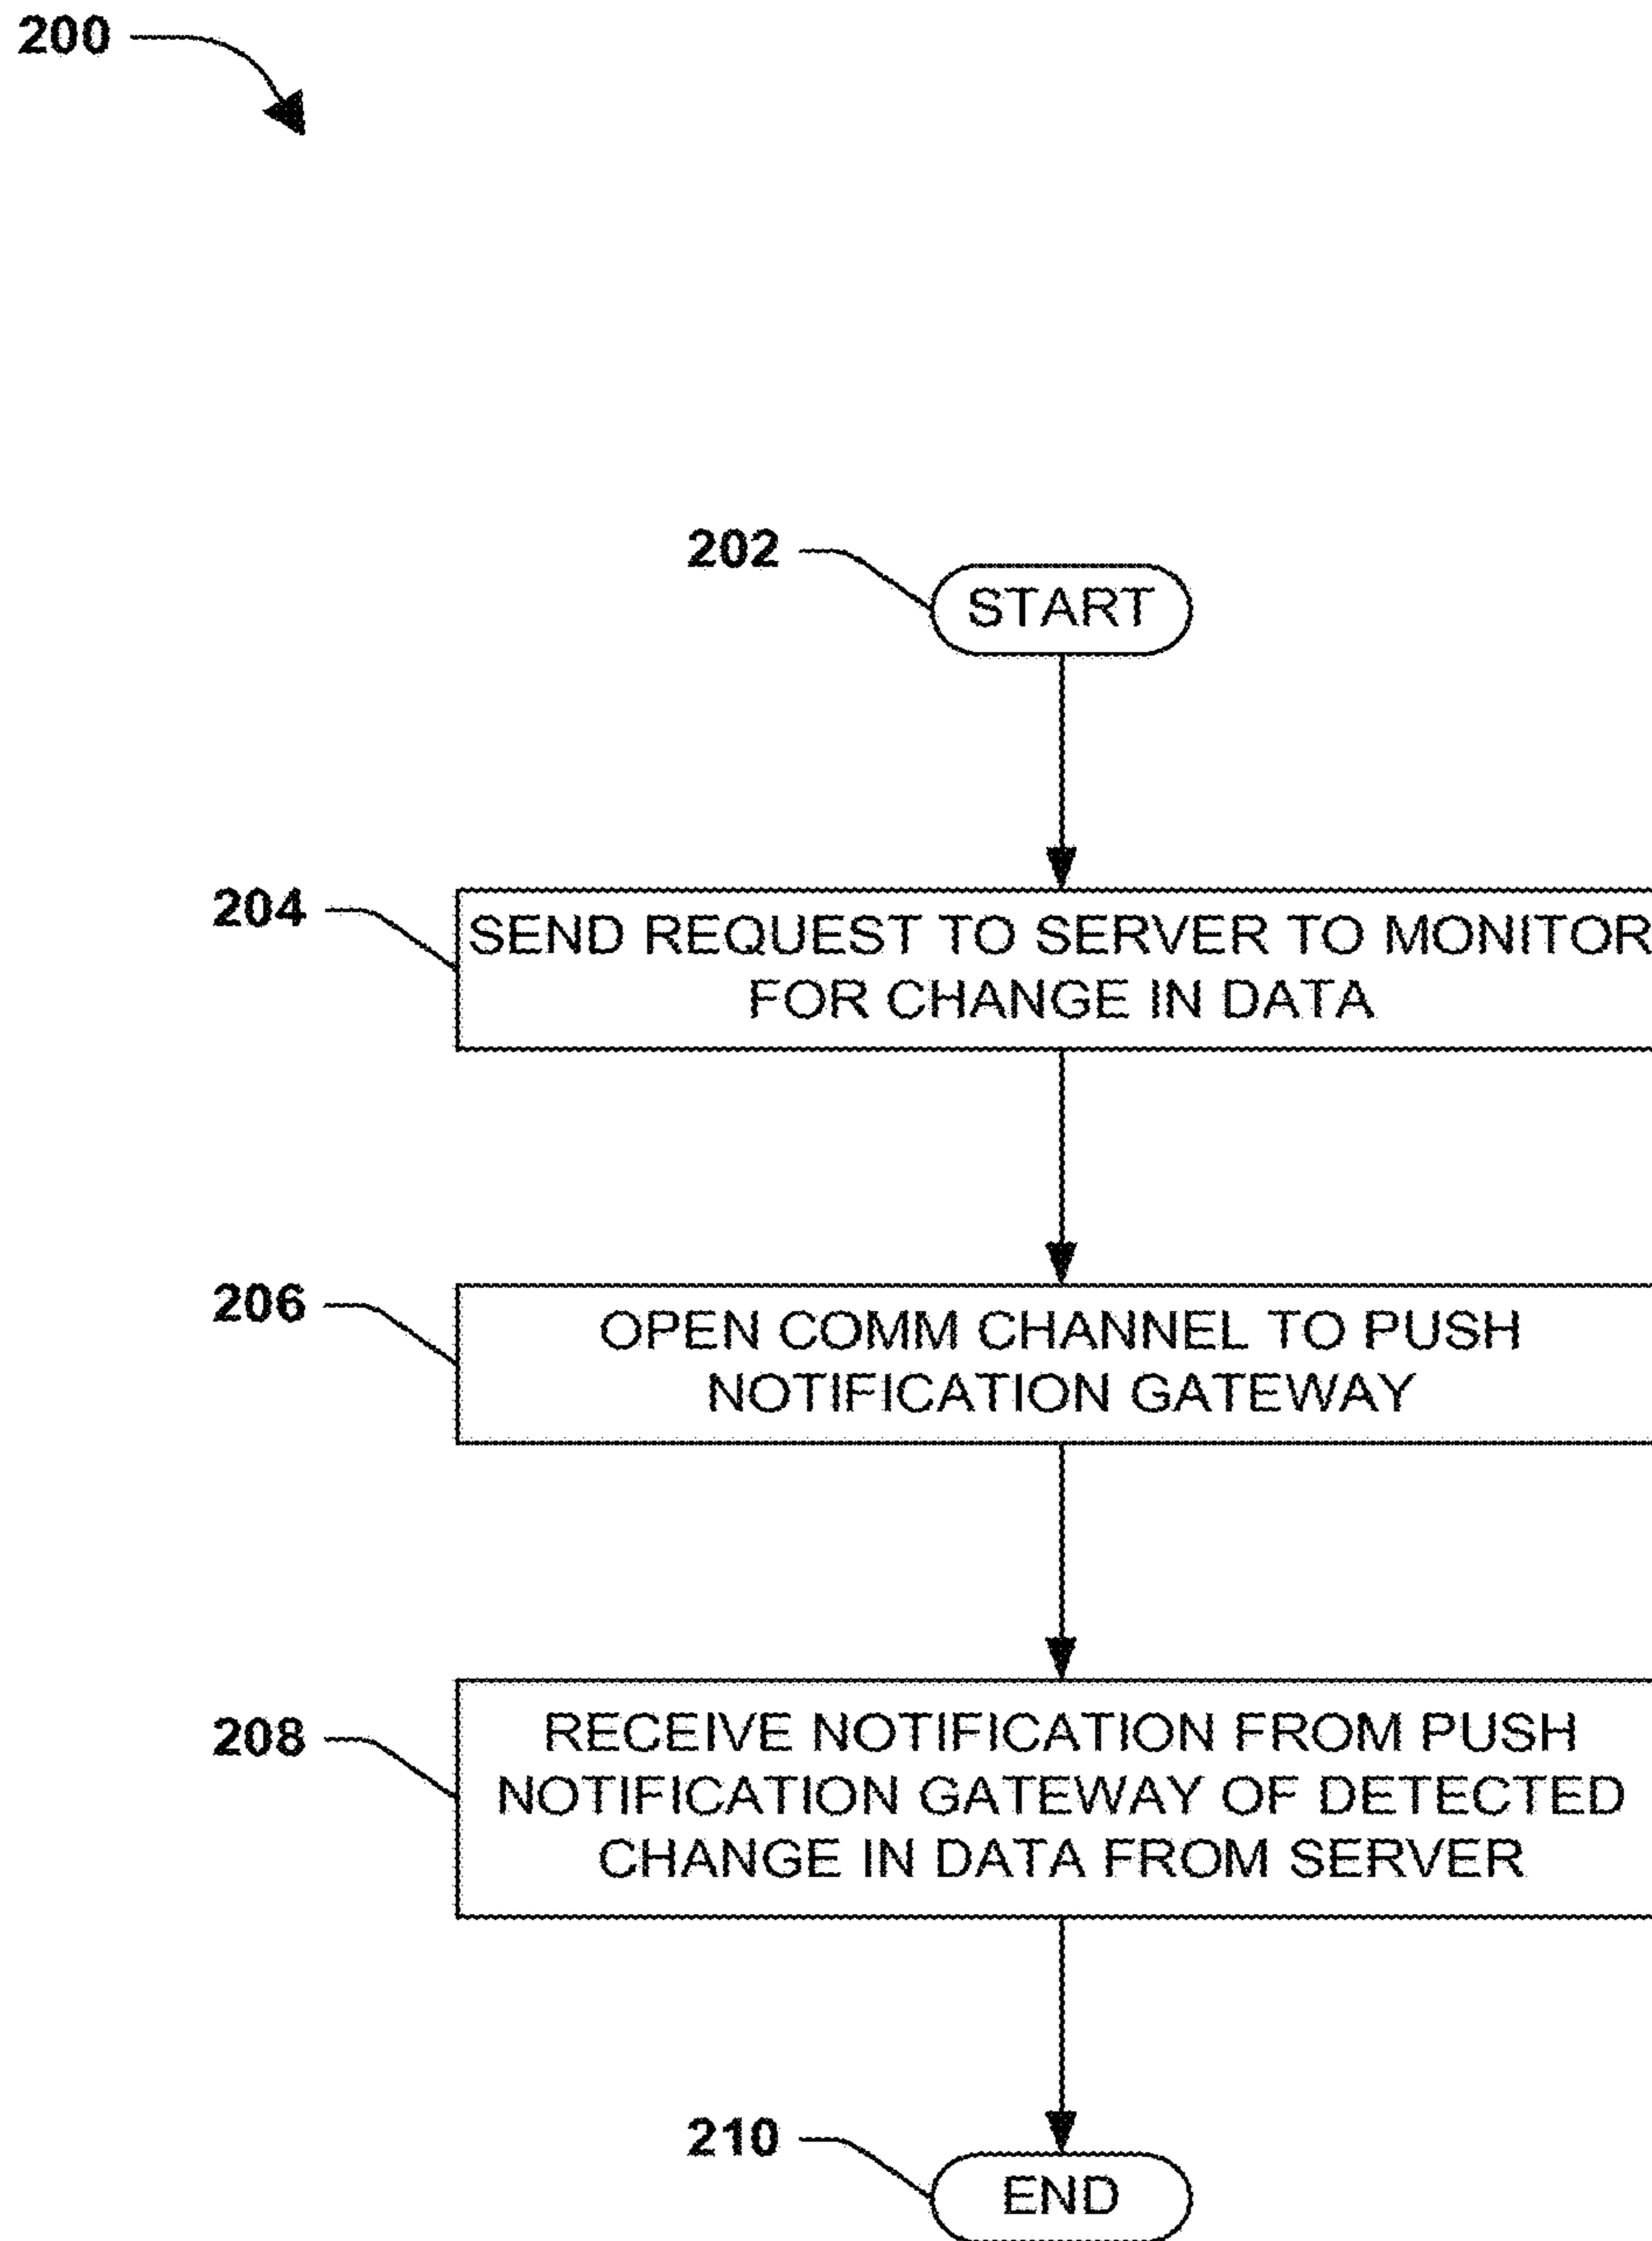 200
202
START
204
SEND REQUEST TO SERVER TO MONITOR
FOR CHANGE IN DATA
206
OPEN COMM CHANNEL TO PUSH
NOTIFICATION GATEWAY
208
RECEIVE NOTIFICATION FROM PUSH
NOTIFICATION GATEWAY OF DETECTED
CHANGE IN DATA FROM SERVER
210
END